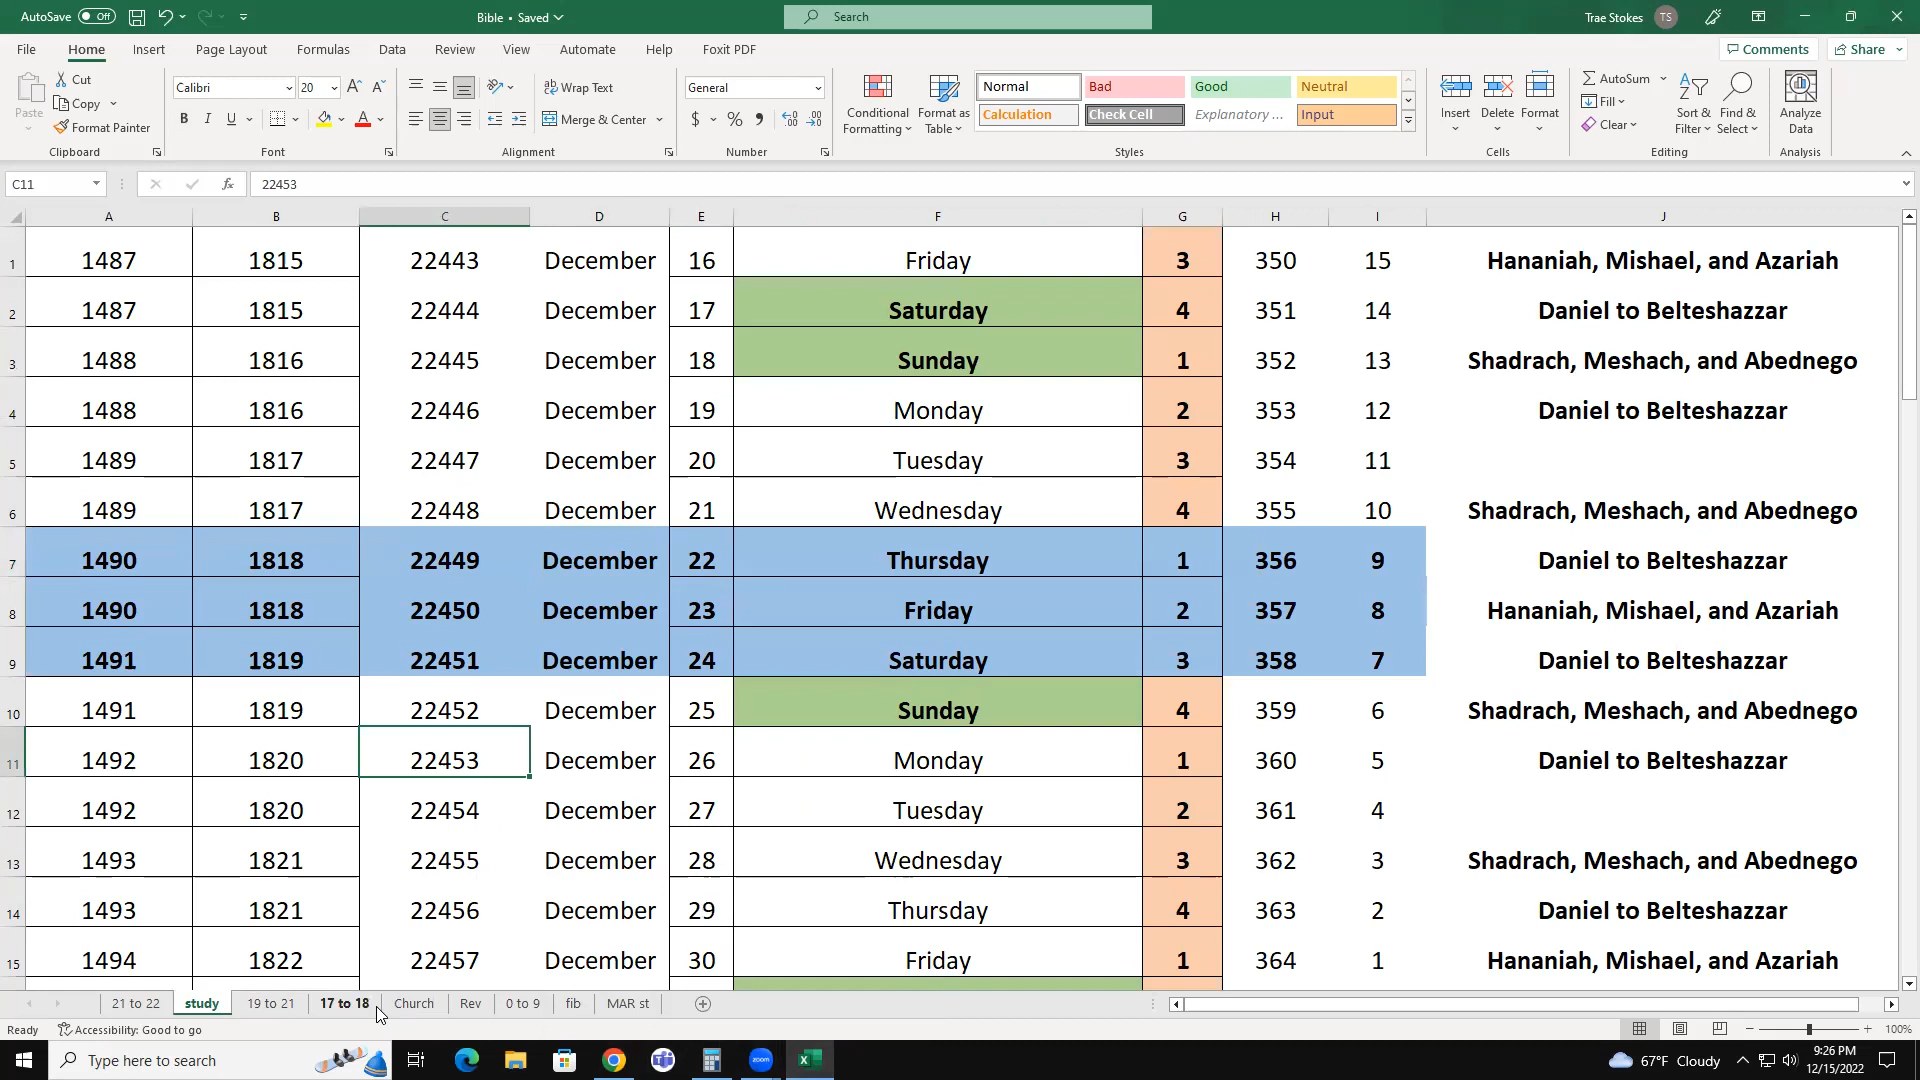 AutoSave Off Bible • Saved Search Trae Stokes TS
File Home Insert Page Layout Formulas Data Review View Automate Help Foxit PDF Comments Share
Paste Cut Copy Format Painter
Clipboard
Calibri 20 A A
B I U A
Font
Wrap Text
Merge & Center
Alignment
General
$ % 9
Number
Conditional Formatting Format as Table
Normal Bad Good Neutral
Calculation Check Cell Explanatory ... Input
Styles
Insert Delete Format
Cells
AutoSum Fill Clear
Sort & Filter Find & Select
Editing
Analyze Data
Analysis
C11 fx 22453
A B C D E F G H I J
1 1487 1815 22443 December 16 Friday 3 350 15 Hananiah, Mishael, and Azariah
2 1487 1815 22444 December 17 Saturday 4 351 14 Daniel to Belteshazzar
3 1488 1816 22445 December 18 Sunday 1 352 13 Shadrach, Meshach, and Abednego
4 1488 1816 22446 December 19 Monday 2 353 12 Daniel to Belteshazzar
5 1489 1817 22447 December 20 Tuesday 3 354 11
6 1489 1817 22448 December 21 Wednesday 4 355 10 Shadrach, Meshach, and Abednego
7 1490 1818 22449 December 22 Thursday 1 356 9 Daniel to Belteshazzar
8 1490 1818 22450 December 23 Friday 2 357 8 Hananiah, Mishael, and Azariah
9 1491 1819 22451 December 24 Saturday 3 358 7 Daniel to Belteshazzar
10 1491 1819 22452 December 25 Sunday 4 359 6 Shadrach, Meshach, and Abednego
11 1492 1820 22453 December 26 Monday 1 360 5 Daniel to Belteshazzar
12 1492 1820 22454 December 27 Tuesday 2 361 4
13 1493 1821 22455 December 28 Wednesday 3 362 3 Shadrach, Meshach, and Abednego
14 1493 1821 22456 December 29 Thursday 4 363 2 Daniel to Belteshazzar
15 1494 1822 22457 December 30 Friday 1 364 1 Hananiah, Mishael, and Azariah
21 to 22 study 19 to 21 17 to 18 Church Rev 0 to 9 fib MAR st
Ready Accessibility: Good to go 100%
Type here to search zoom 67°F Cloudy 9:26 PM
12/15/2022